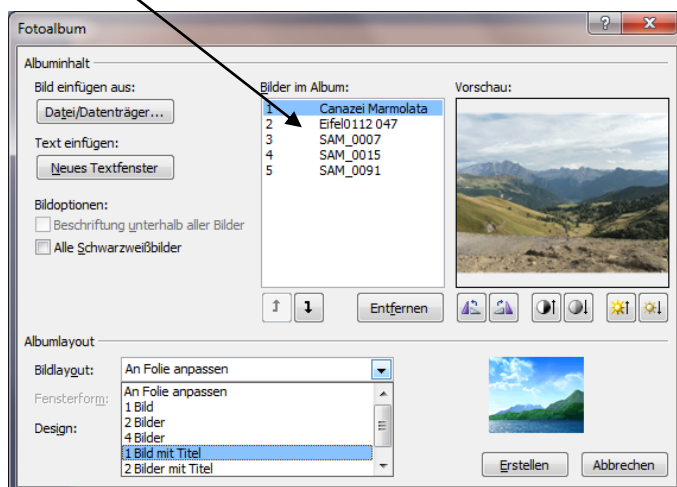 Fotoalbum
Albuminhalt
Bild einfügen aus:
Datei/Datenträger...
Text einfügen:
Neues Textfenster
Bildoptionen:
Beschriftung unterhalb aller Bilder
Alle Schwarzweißbilder
Bilder im Album:
1 Canazei Marmolata
2 Eifel0112 047
3 SAM_0007
4 SAM_0015
5 SAM_0091
Entfernen
Vorschau:
Albumlayout
Bildlayout: An Folie anpassen
Fensterform:
Design:
An Folie anpassen
1 Bild
2 Bilder
4 Bilder
1 Bild mit Titel
2 Bilder mit Titel
Erstellen
Abbrechen